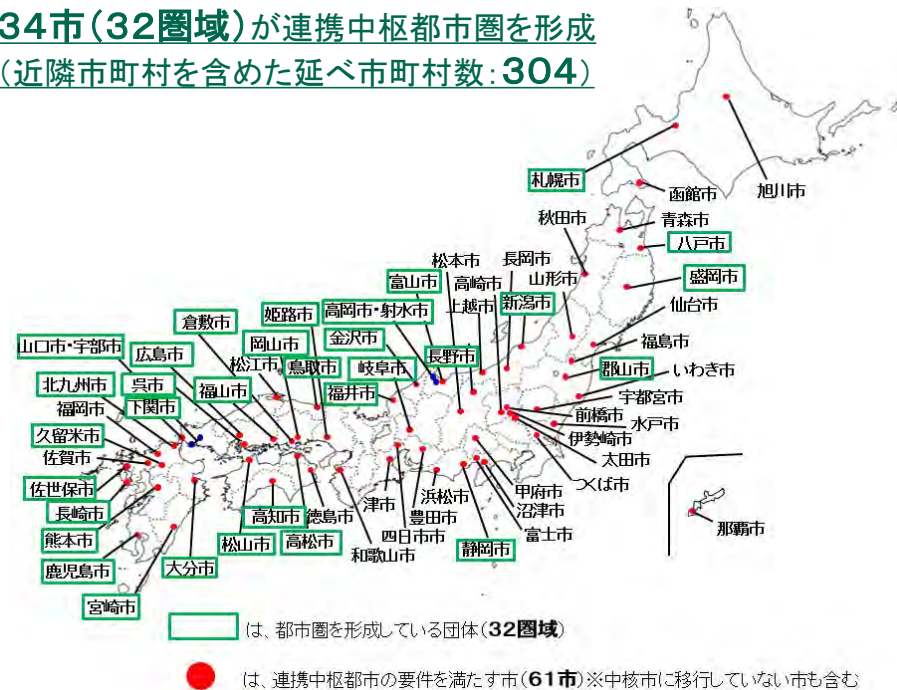 34市(32圏域)が連携中枢都市圏を形成
(近隣市町村を含めた延べ市町村数:304)
札幌市
函館市
旭川市
秋田市
青森市
八戸市
松本市
長岡市
高崎市
山形市
盛岡市
富山市
上越市
新潟市
仙台市
倉敷市
姫路市
高岡市・射水市
福島市
山口市・宇部市
広島市
岡山市
金沢市
長野市
郡山市
いわき市
北九州市
呉市
松江市
鳥取市
岐阜市
福岡市
下関市
福山市
福井市
宇都宮市
前橋市
水戸市
久留米市
伊勢崎市
佐賀市
太田市
佐世保市
つくば市
甲府市
長崎市
浜松市
沼津市
津市
豊田市
富士市
高知市
徳島市
四日市市
熊本市
松山市
高松市
和歌山市
静岡市
那覇市
鹿児島市
大分市
宮崎市
は、都市圏を形成している団体(32圏域)
は、連携中枢都市の要件を満たす市(61市)※中核市に移行していない市も含む